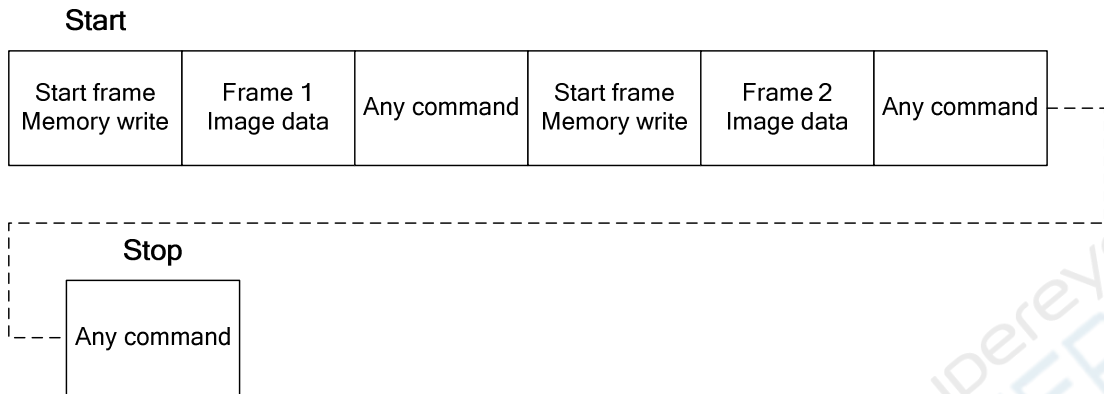 Start
Start frame
Memory write
Frame 1
Image data
Any command
Start frame
Memory write
Frame 2
Image data
Any command
Stop
Any command